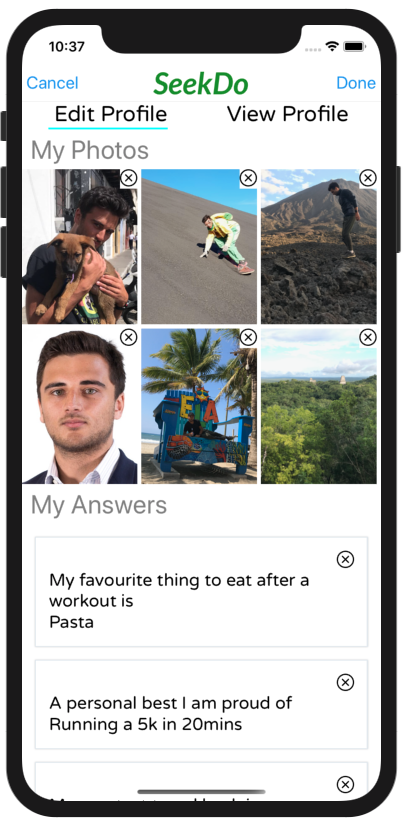 10:37
Cancel SeekDo Done
Edit Profile View Profile
My Photos
My Answers
My favourite thing to eat after a
workout is
Pasta
A personal best I am proud of
Running a 5k in 20mins